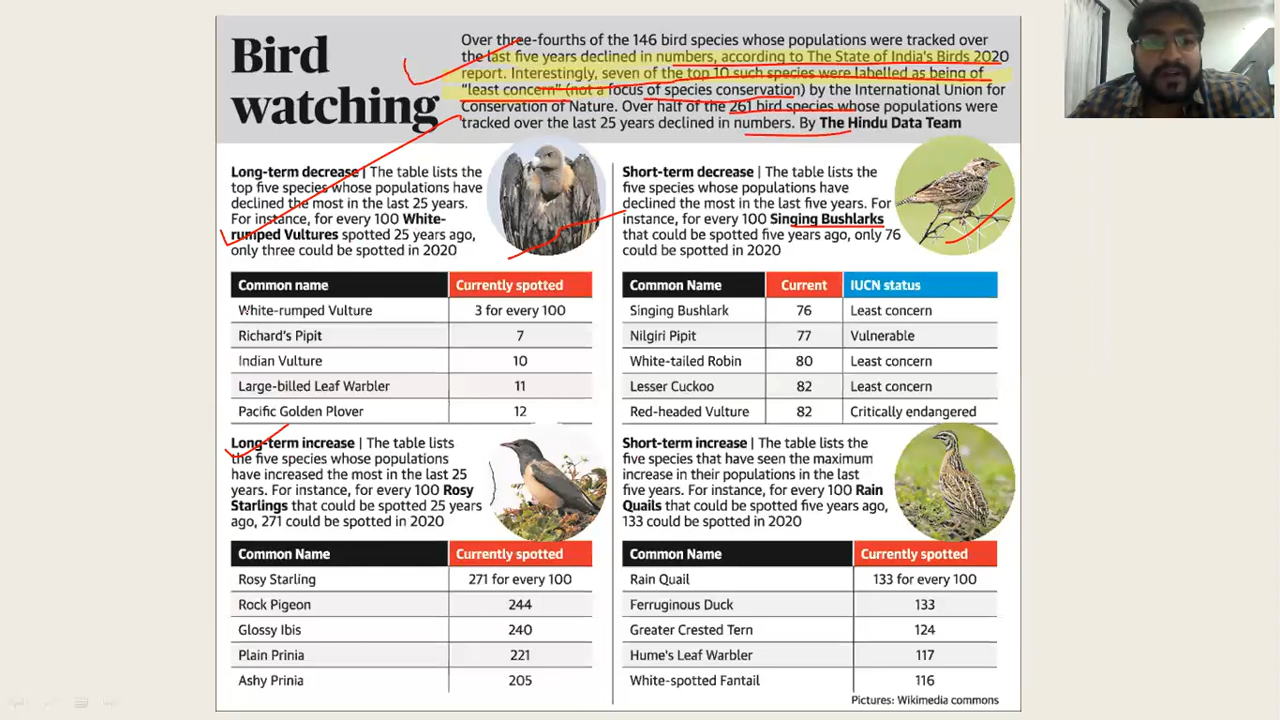 Bird
watching
Over three-fourths of the 146 bird species whose populations were tracked over
the last five years declined in numbers, according to The State of India's Birds 2020
report. Interestingly, seven of the top 10 such species were labelled as being of
"least concern" (not a focus of species conservation) by the International Union for
Conservation of Nature. Over half of the 261 bird species whose populations were
tracked over the last 25 years declined in numbers. By The Hindu Data Team
Long-term decrease | The table lists the
top five species whose populations have
declined the most in the last 25 years.
For instance, for every 100 White-
rumped Vultures spotted 25 years ago,
only three could be spotted in 2020
Common name Currently spotted
White-rumped Vulture 3 for every 100
Richard's Pipit 7
Indian Vulture 10
Large-billed Leaf Warbler 11
Pacific Golden Plover 12
Short-term decrease | The table lists the
five species whose populations have
declined the most in the last five years. For
instance, for every 100 Singing Bushlarks
that could be spotted five years ago, only 76
could be spotted in 2020
Common Name Current IUCN status
Singing Bushlark 76 Least concern
Nilgiri Pipit 77 Vulnerable
White-tailed Robin 80 Least concern
Lesser Cuckoo 82 Least concern
Red-headed Vulture 82 Critically endangered
Long-term increase | The table lists
the five species whose populations
have increased the most in the last 25
years. For instance, for every 100 Rosy
Starlings that could be spotted 25 years
ago, 271 could be spotted in 2020
Common Name Currently spotted
Rosy Starling 271 for every 100
Rock Pigeon 244
Glossy Ibis 240
Plain Prinia 221
Ashy Prinia 205
Short-term increase | The table lists the
five species that have seen the maximum
increase in their populations in the last
five years. For instance, for every 100 Rain
Quails that could be spotted five years ago,
133 could be spotted in 2020
Common Name Currently spotted
Rain Quail 133 for every 100
Ferruginous Duck 133
Greater Crested Tern 124
Hume's Leaf Warbler 117
White-spotted Fantail 116
Pictures: Wikimedia commons